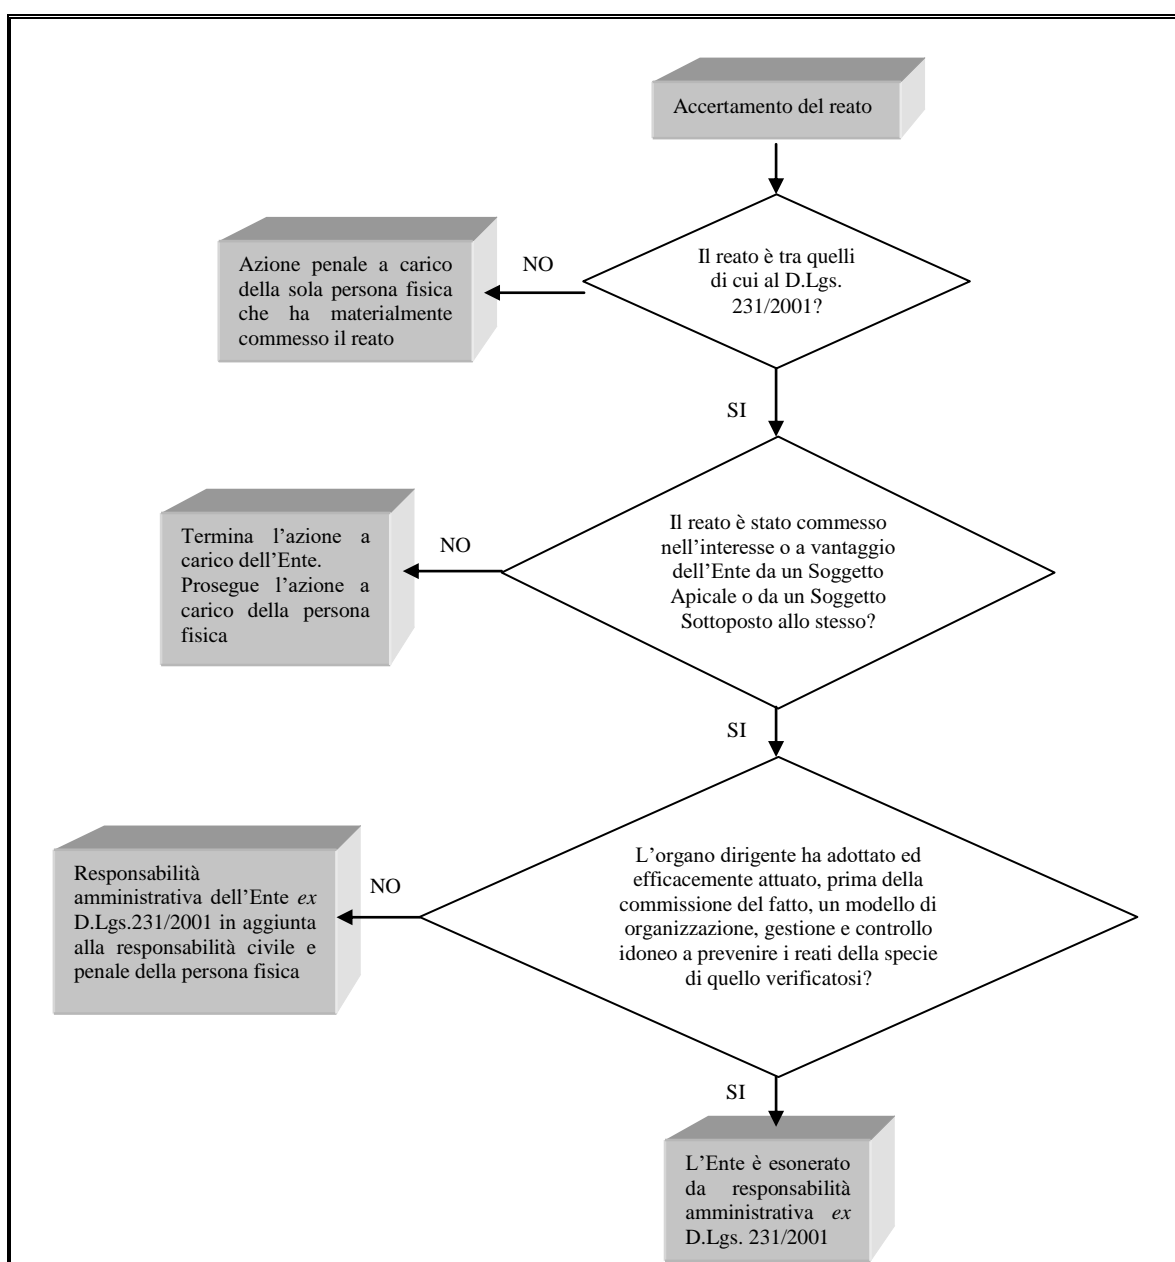 Accertamento del reato
Il reato è tra quelli
di cui al D.Lgs.
231/2001?
NO
Azione penale a carico
della sola persona fisica
che ha materialmente
commesso il reato
SI
Il reato è stato commesso
nell’interesse o a vantaggio
dell’Ente da un Soggetto
Apicale o da un Soggetto
Sottoposto allo stesso?
NO
Termina l’azione a
carico dell’Ente.
Prosegue l’azione a
carico della persona
fisica
SI
L’organo dirigente ha adottato ed
efficacemente attuato, prima della
commissione del fatto, un modello di
organizzazione, gestione e controllo
idoneo a prevenire i reati della specie
di quello verificatosi?
NO
Responsabilità
amministrativa dell’Ente ex
D.Lgs.231/2001 in aggiunta
alla responsabilità civile e
penale della persona fisica
SI
L’Ente è esonerato
da responsabilità
amministrativa ex
D.Lgs. 231/2001